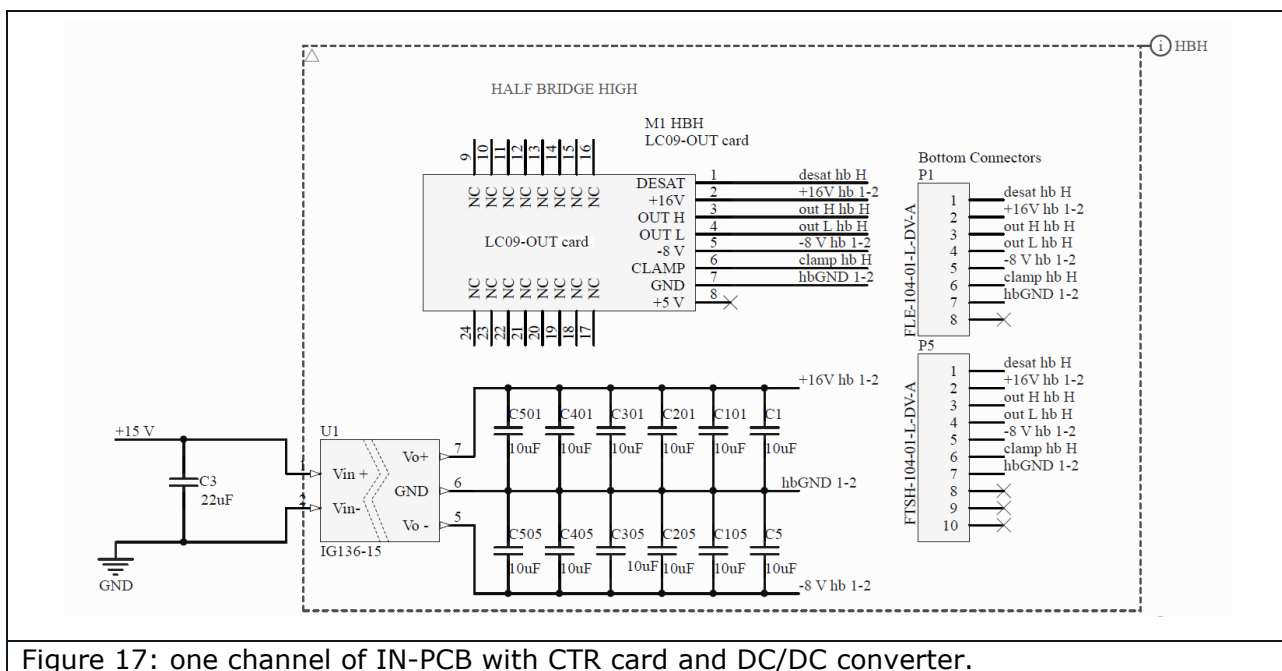 i HBH
HALF BRIDGE HIGH
M1 HBH
LC09-OUT card
9 10 11 12 13 14 15 16
NC NC NC NC NC NC NC NC
LC09-OUT card
NC NC NC NC NC NC NC NC
24 23 22 21 20 19 18 17
DESAT 1 desat hb H
+16V 2 +16V hb 1-2
OUT H 3 out H hb H
OUT L 4 out L hb H
-8 V 5 -8 V hb 1-2
CLAMP 6 clamp hb H
GND 7 hbGND 1-2
+5 V 8
Bottom Connectors
P1
1 desat hb H
2 +16V hb 1-2
3 out H hb H
4 out L hb H
5 -8 V hb 1-2
6 clamp hb H
7 hbGND 1-2
8
FLE-104-01-L-DV-A
P5
1 desat hb H
2 +16V hb 1-2
3 out H hb H
4 out L hb H
5 -8 V hb 1-2
6 clamp hb H
7 hbGND 1-2
8
9
10
FTSH-104-01-L-DV-A
+15 V
C3
22uF
GND
U1
1 Vin +
2 Vin-
Vo+ 7
GND 6
Vo - 5
IG136-15
+16V hb 1-2
C501 C401 C301 C201 C101 C1
10uF 10uF 10uF 10uF 10uF 10uF
hbGND 1-2
C505 C405 C305 C205 C105 C5
10uF 10uF 10uF 10uF 10uF 10uF
-8 V hb 1-2
Figure 17: one channel of IN-PCB with CTR card and DC/DC converter.